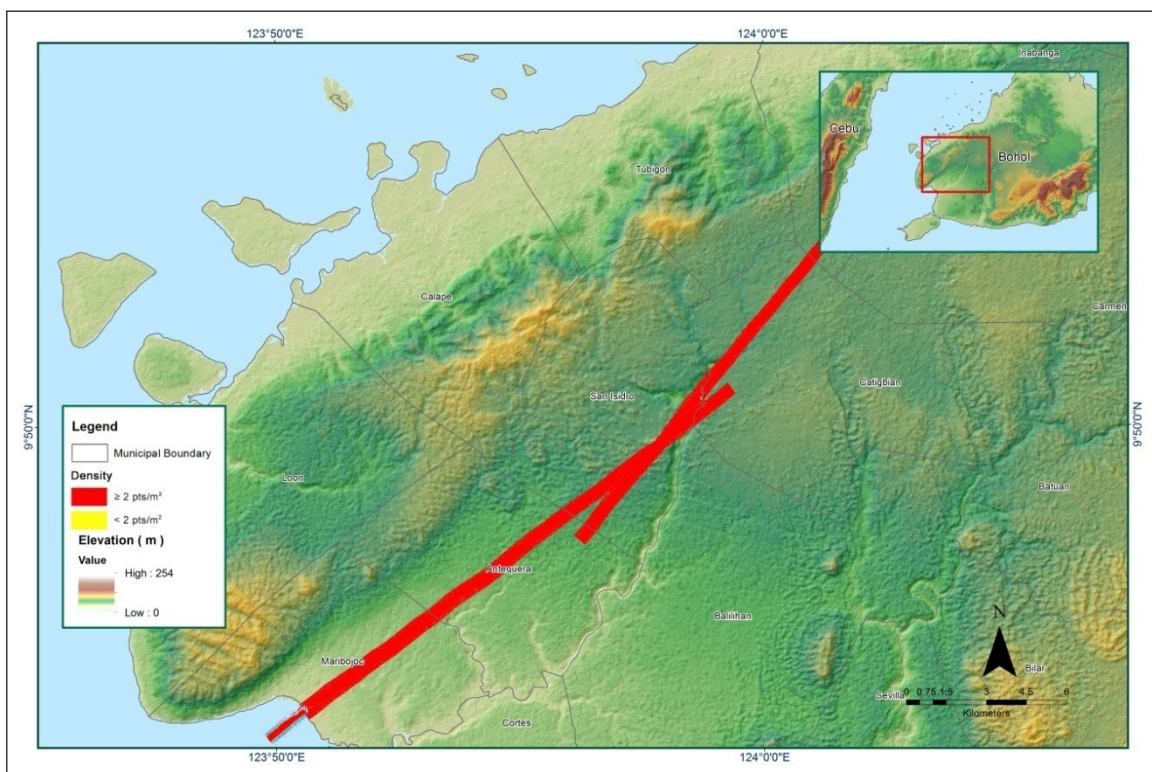 123°50'0"E
124°0'0"E
Inabanga
Cebu
Bohol
Tubigon
Calape
Carmen
San Isidro
Catigbian
9°50'0"N
9°50'0"N
Legend
Municipal Boundary
Density
≥ 2 pts/m²
< 2 pts/m²
Elevation ( m )
Value
High : 254
Low : 0
Loon
Batuan
Antequera
Balilihan
N
Maribojoc
Bilar
Sevilla
0 0.75 1.5 3 4.5 6
Kilometers
Cortes
123°50'0"E
124°0'0"E